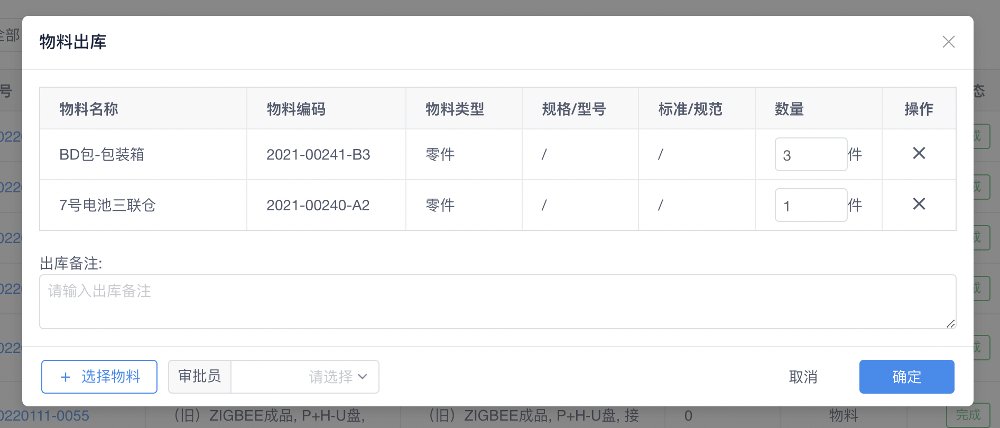 全部
物料出库
号
态
物料名称 物料编码 物料类型 规格/型号 标准/规范 数量 操作
BD包-包装箱 2021-00241-B3 零件 / / 3 件
7号电池三联仓 2021-00240-A2 零件 / / 1 件
出库备注:
请输入出库备注
+ 选择物料 审批员 请选择 取消 确定
0220111-0055 （旧）ZIGBEE成品, P+H-U盘, （旧）ZIGBEE成品, P+H-U盘, 接 0 物料 完成